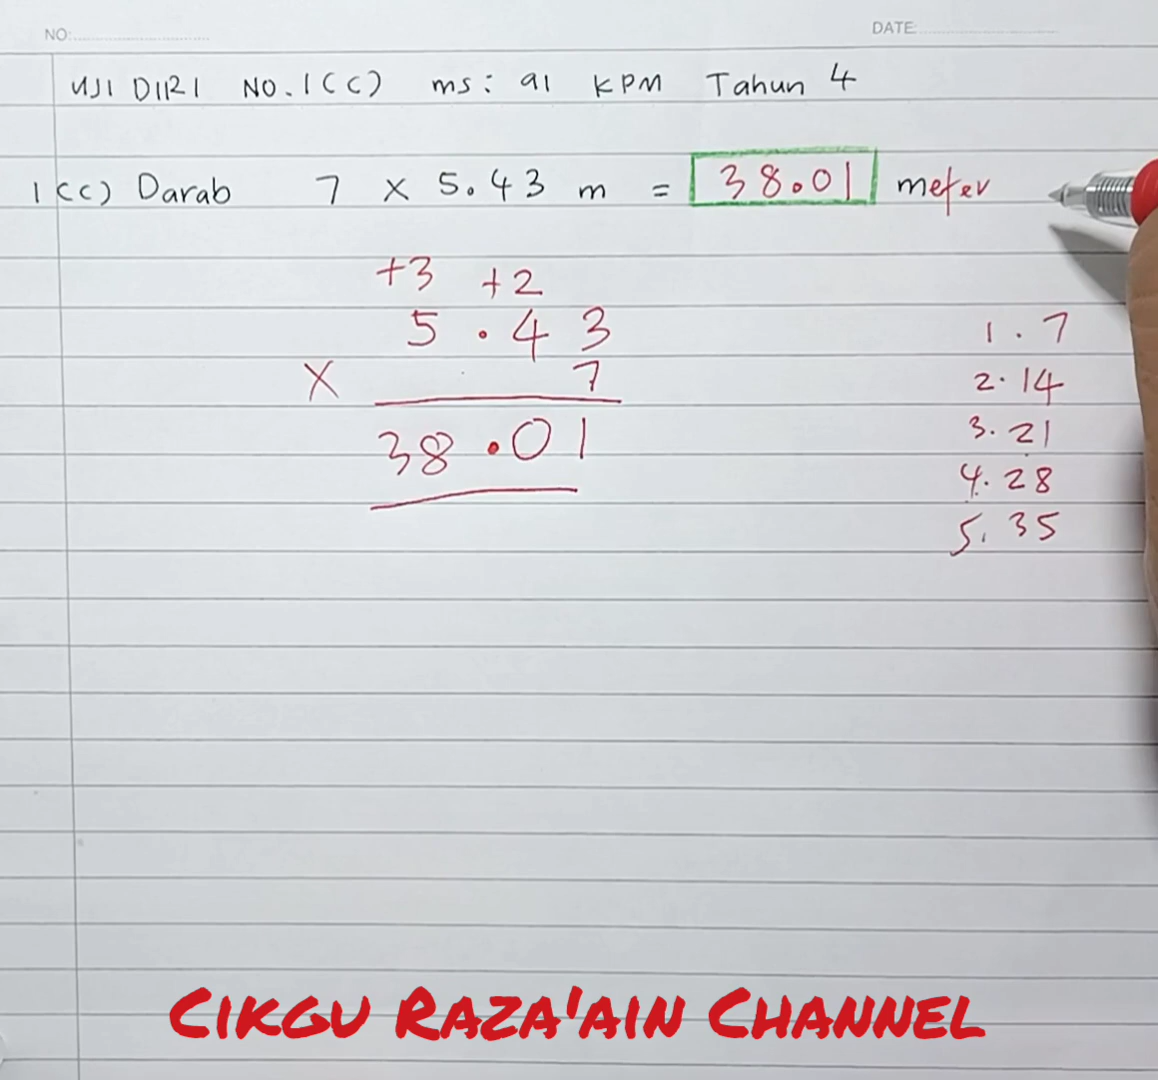 NO:
DATE:
UJI DIRI NO. 1(C) ms: 91 KPM Tahun 4
1(C) Darab 7 X 5.43 m = 38.01 meter
+3 +2
5.43
X 7
38.01
1. 7
2. 14
3. 21
4. 28
5. 35
CIKGU RAZA'AIN CHANNEL